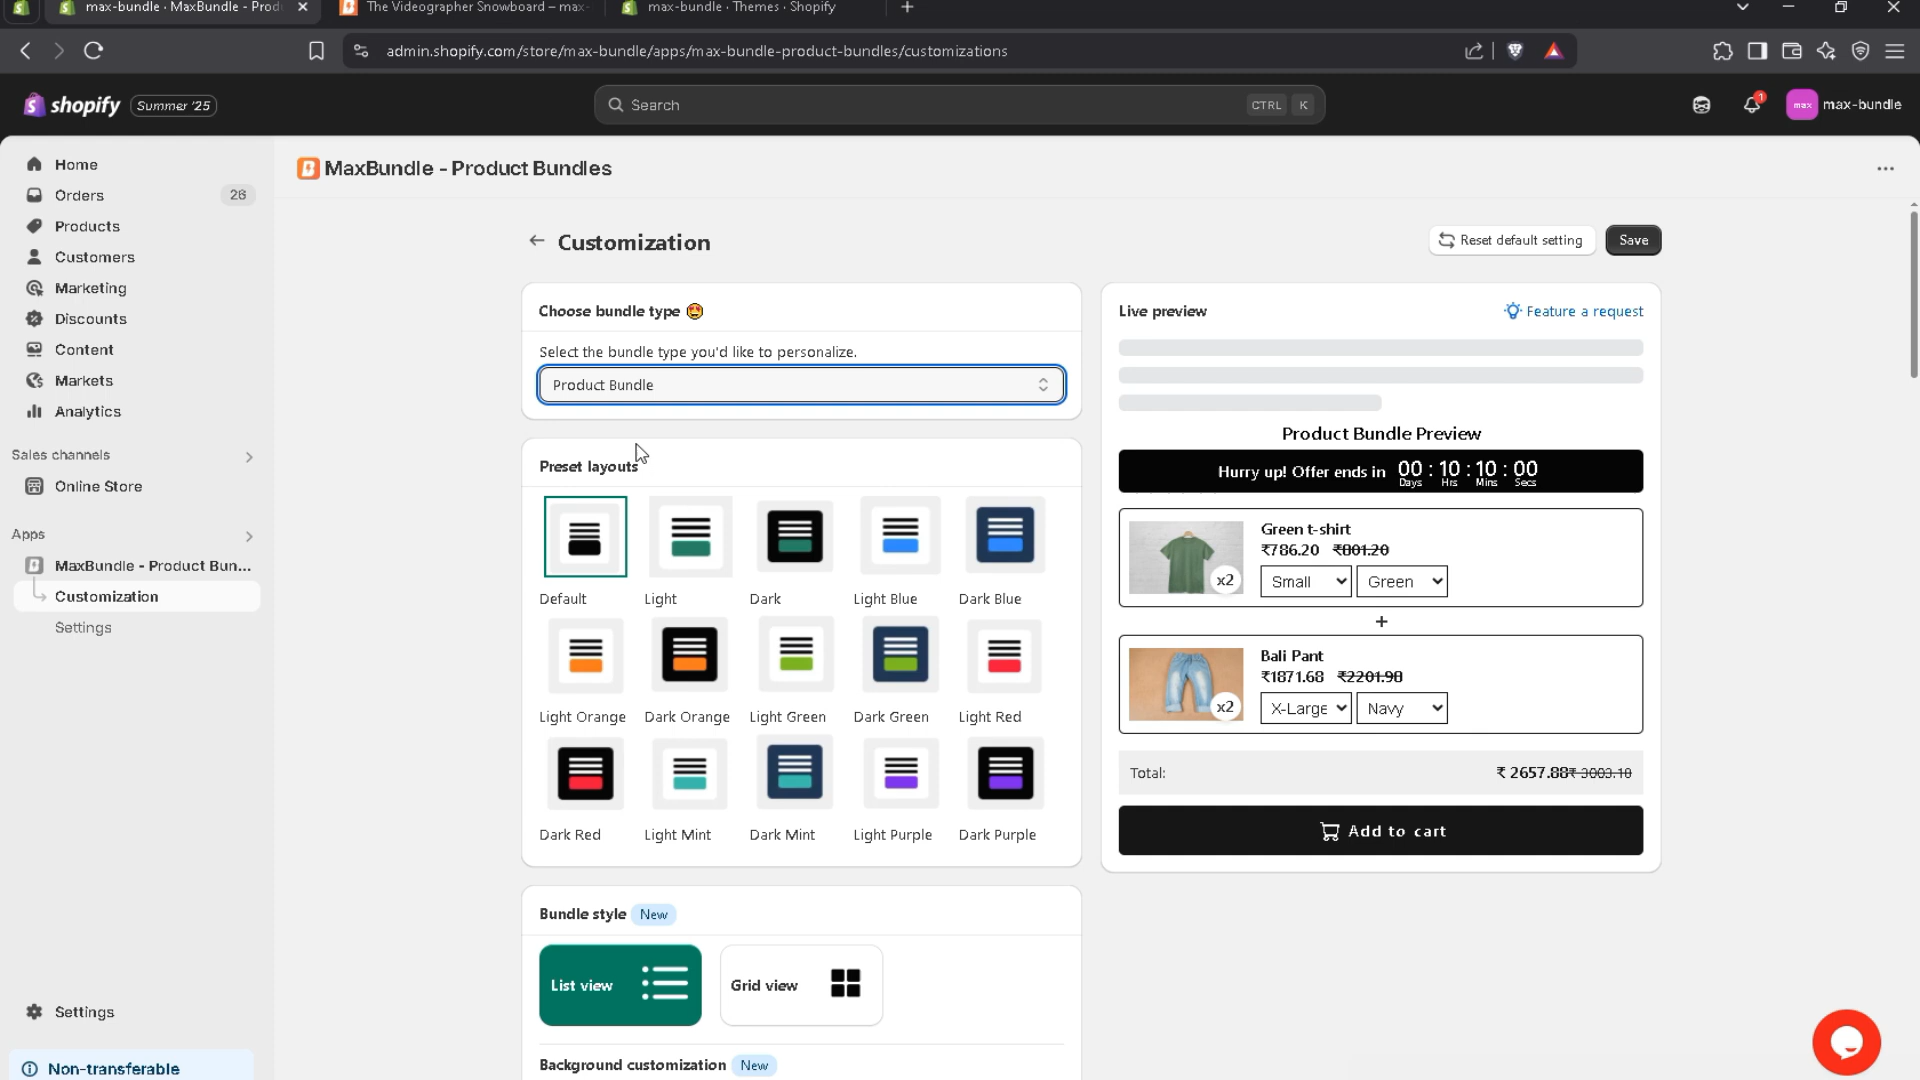 max-bundle · MaxBundle - Prod
The Videographer Snowboard – max-
max-bundle · Themes · Shopify
admin.shopify.com/store/max-bundle/apps/max-bundle-product-bundles/customizations
shopify
Summer '25
Search
CTRL K
1
max
max-bundle
Home
Orders 26
Products
Customers
Marketing
Discounts
Content
Markets
Analytics
Sales channels
Online Store
Apps
MaxBundle - Product Bun...
Customization
Settings
Settings
Non-transferable
MaxBundle - Product Bundles
Customization
Reset default setting
Save
Choose bundle type 🤩
Select the bundle type you'd like to personalize.
Product Bundle
Preset layouts
Default Light Dark Light Blue Dark Blue
Light Orange Dark Orange Light Green Dark Green Light Red
Dark Red Light Mint Dark Mint Light Purple Dark Purple
Bundle style New
List view
Grid view
Background customization New
Live preview
Feature a request
Product Bundle Preview
Hurry up! Offer ends in 00 : 10 : 10 : 00
Days Hrs Mins Secs
Green t-shirt
₹786.20 ₹801.20
x2
Small Green
+
Bali Pant
₹1871.68 ₹2201.98
x2
X-Large Navy
Total: ₹ 2657.88₹ 3003.18
Add to cart